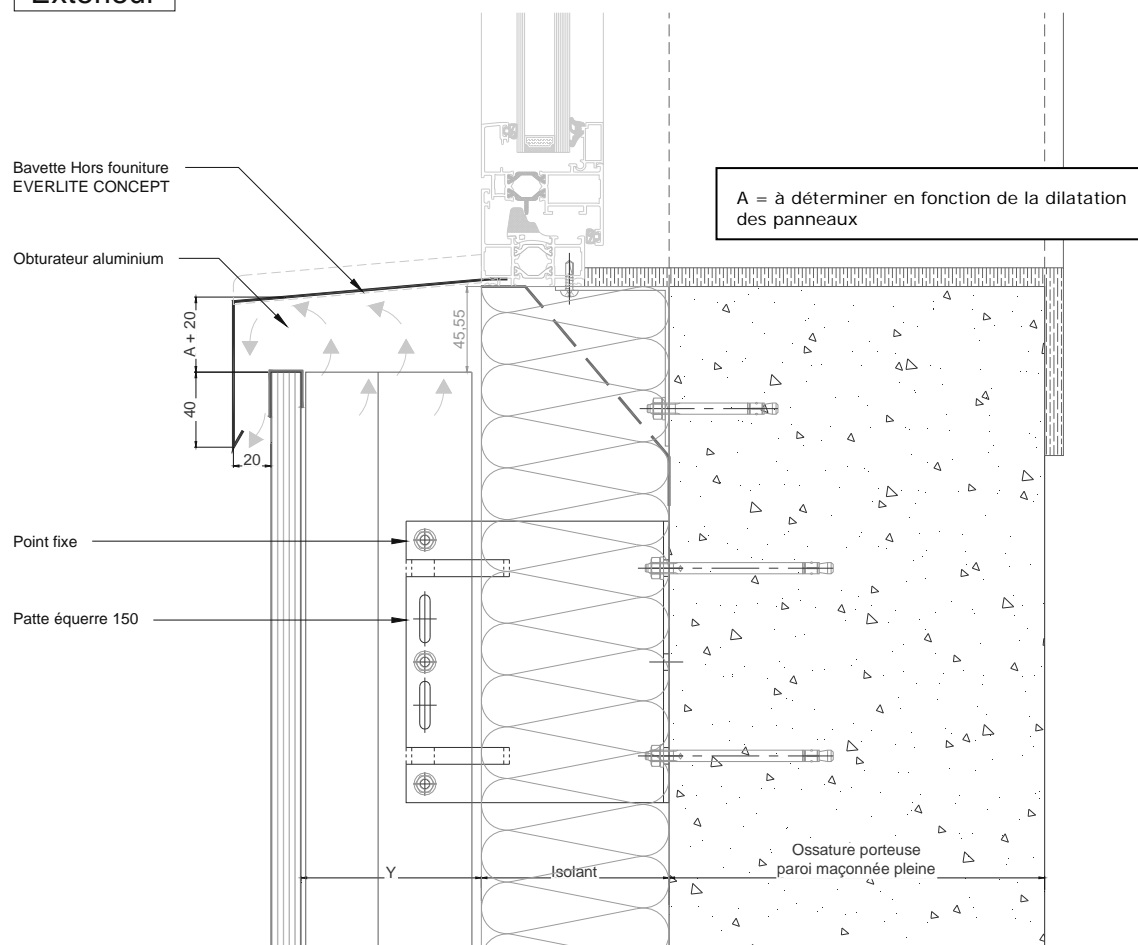 Extérieur
Bavette Hors founiture
EVERLITE CONCEPT
A = à déterminer en fonction de la dilatation
des panneaux
Obturateur aluminium
A + 20
45,55
40
20
Point fixe
Patte équerre 150
Y
Isolant
Ossature porteuse
paroi maçonnée pleine